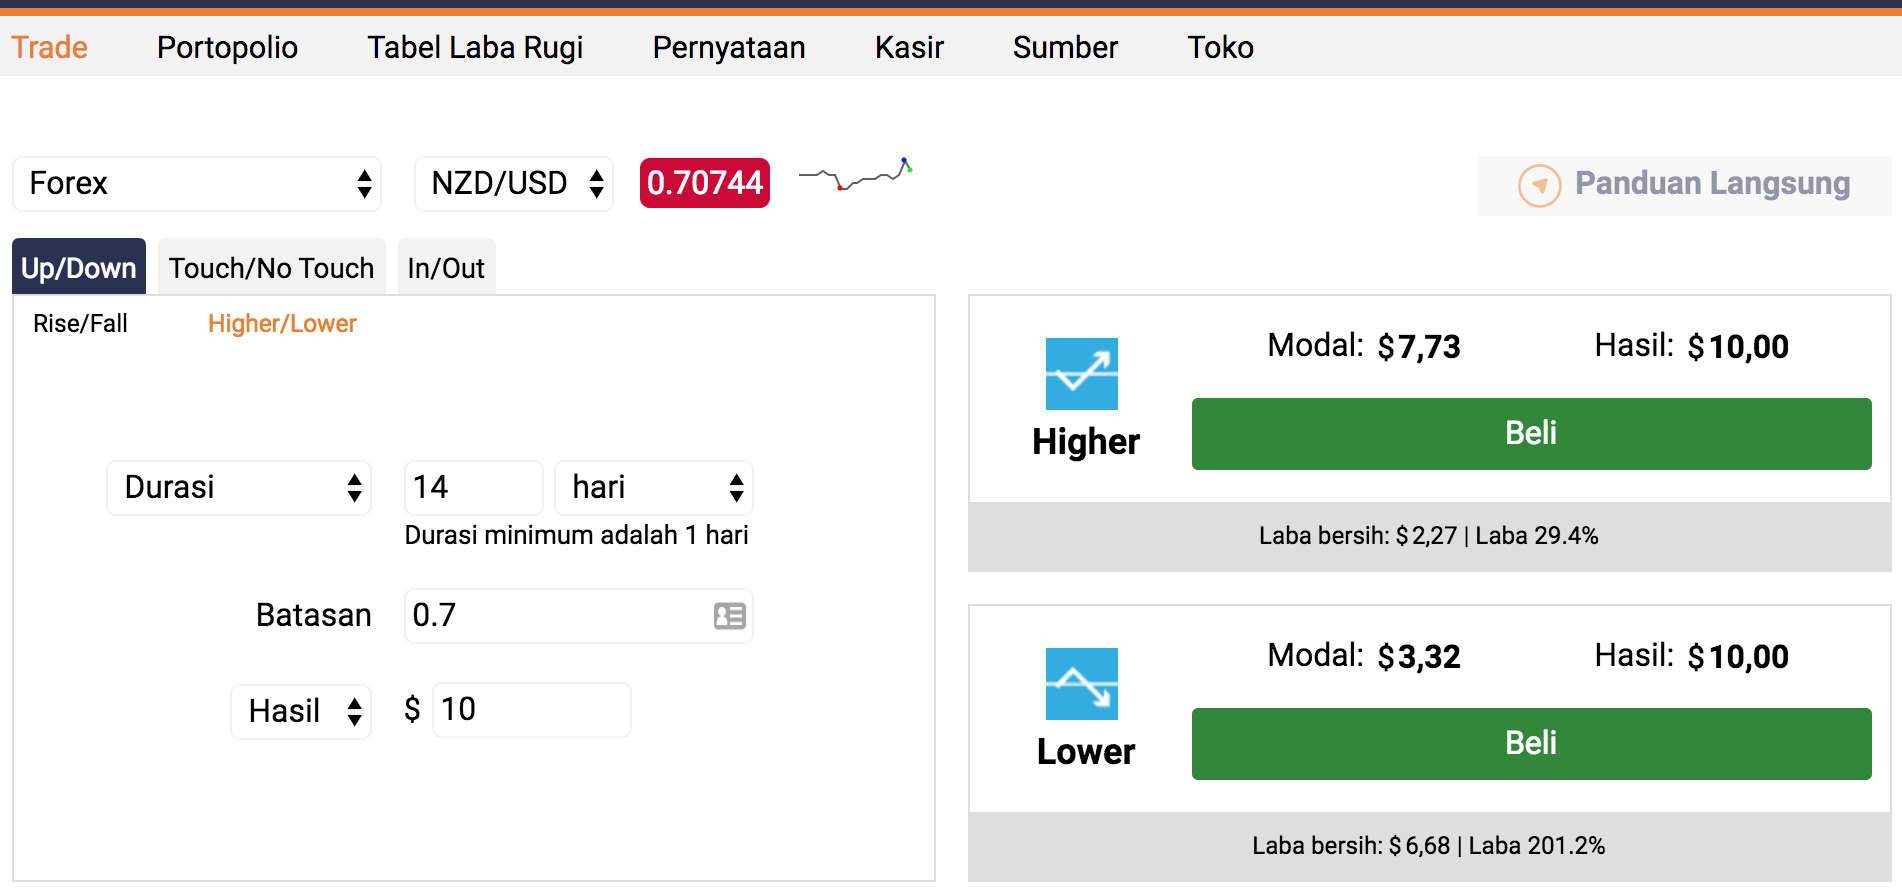 Trade Portopolio Tabel Laba Rugi Pernyataan Kasir Sumber Toko
Forex NZD/USD 0.70744 Panduan Langsung
Up/Down Touch/No Touch In/Out
Rise/Fall Higher/Lower
Durasi 14 hari
Durasi minimum adalah 1 hari
Batasan 0.7
Hasil $ 10
Modal: $7,73 Hasil: $10,00
Higher
Beli
Laba bersih: $2,27 | Laba 29.4%
Modal: $3,32 Hasil: $10,00
Lower
Beli
Laba bersih: $6,68 | Laba 201.2%